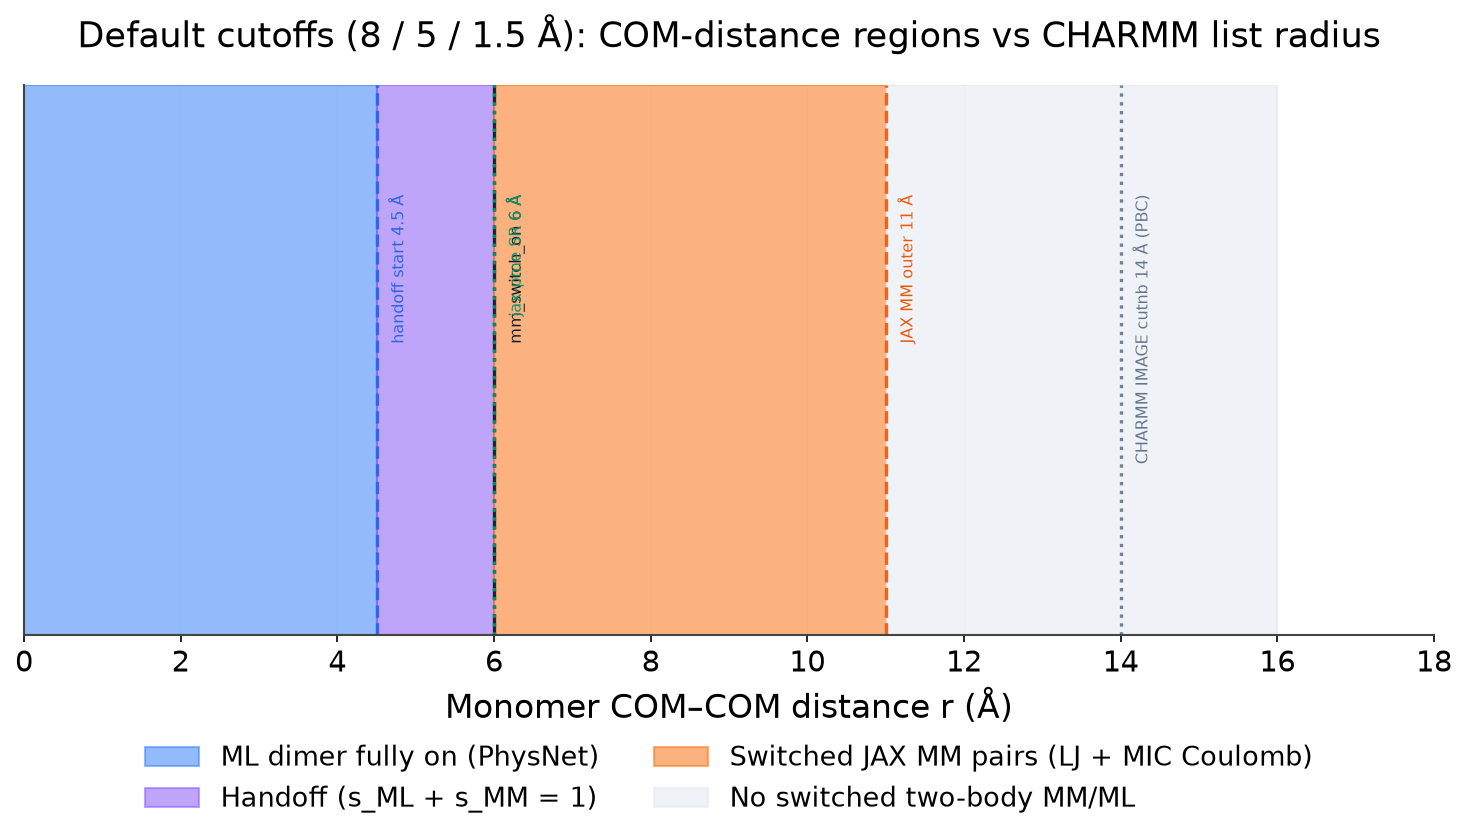 Default cutoffs (8 / 5 / 1.5 Å): COM-distance regions vs CHARMM list radius
handoff start 4.5 Å
mm_switch_on 6 Å
JAX MM outer 11 Å
CHARMM IMAGE cutnb 14 Å (PBC)
0 2 4 6 8 10 12 14 16 18
Monomer COM–COM distance r (Å)
ML dimer fully on (PhysNet)
Handoff (s_ML + s_MM = 1)
Switched JAX MM pairs (LJ + MIC Coulomb)
No switched two-body MM/ML